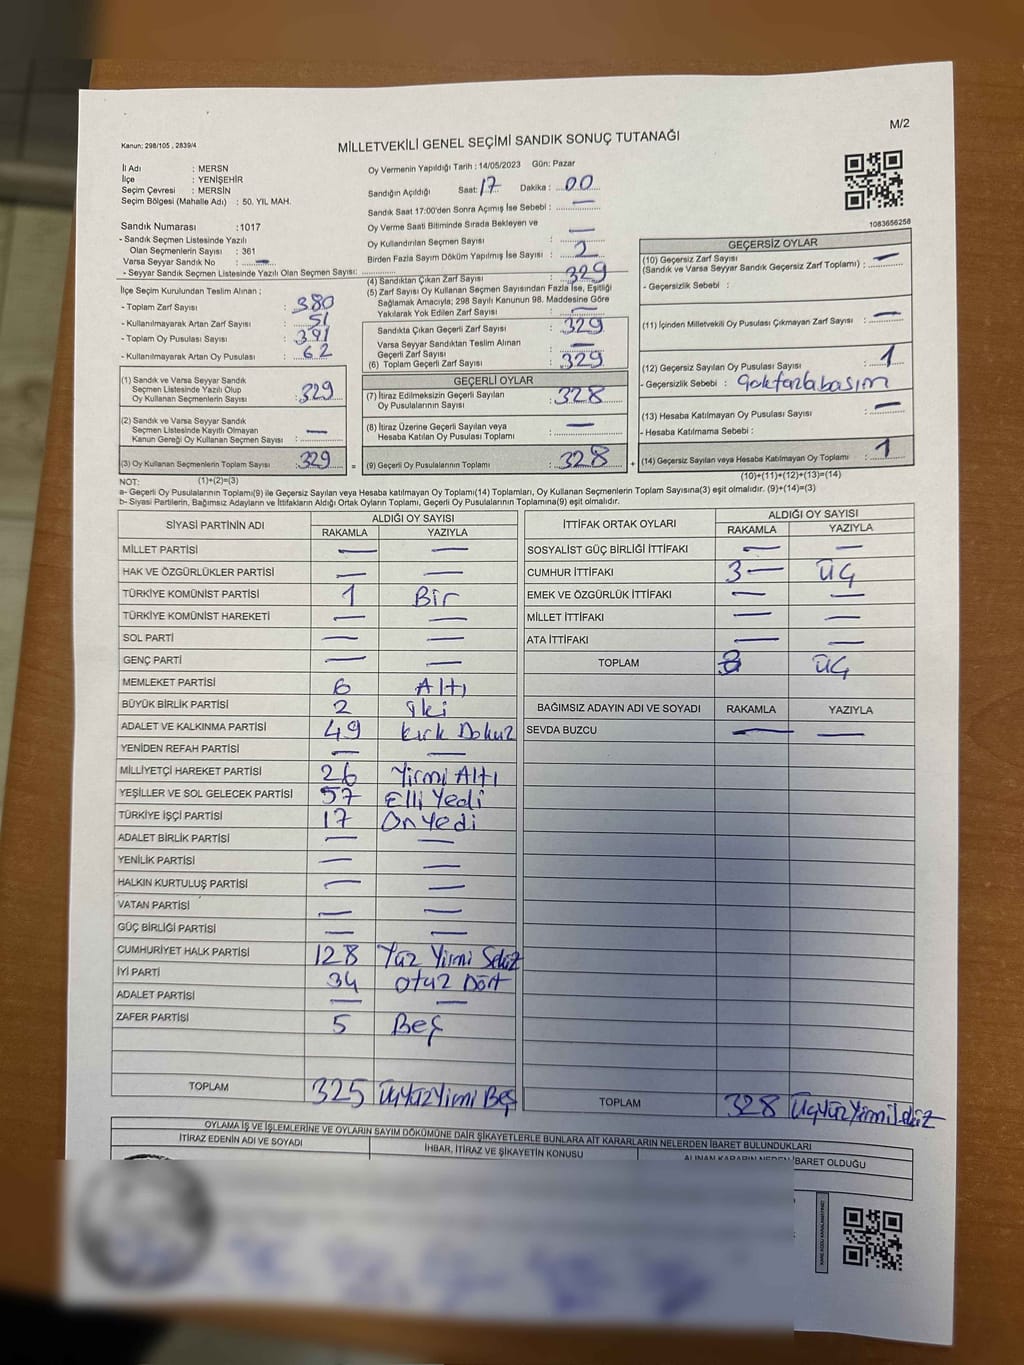 M/2
Kanun: 298/105 , 2839/4
MİLLETVEKİLİ GENEL SEÇİMİ SANDIK SONUÇ TUTANAĞI
İl Adı : MERSN
İlçe : YENİŞEHİR
Seçim Çevresi : MERSİN
Seçim Bölgesi (Mahalle Adı) : 50. YIL MAH.
Sandık Numarası :1017
- Sandık Seçmen Listesinde Yazılı
Olan Seçmenlerin Sayısı : 361
Varsa Seyyar Sandık No : —
- Seyyar Sandık Seçmen Listesinde Yazılı Olan Seçmen Sayısı:
Oy Vermenin Yapıldığı Tarih : 14/05/2023 Gün: Pazar
Sandığın Açıldığı Saat: 17 Dakika : 00
Sandık Saat 17:00'den Sonra Açımış İse Sebebi : —
Oy Verme Saati Bitiminde Sırada Bekleyen ve
Oy Kullandırılan Seçmen Sayısı : —
Birden Fazla Sayım Döküm Yapılmış İse Sayısı : 2
1083656258
İlçe Seçim Kurulundan Teslim Alınan ;
- Toplam Zarf Sayısı : 380
- Kullanılmayarak Artan Zarf Sayısı : 51
- Toplam Oy Pusulası Sayısı : 391
- Kullanılmayarak Artan Oy Pusulası : 62
(1) Sandık ve Varsa Seyyar Sandık
Seçmen Listesinde Yazılı Olup
Oy Kullanan Seçmenlerin Sayısı : 329
(2) Sandık ve Varsa Seyyar Sandık
Seçmen Listesinde Kayıtlı Olmayan
Kanun Gereği Oy Kullanan Seçmen Sayısı : —
(3) Oy Kullanan Seçmenlerin Toplam Sayısı : 329 =
(1)+(2)=(3)
(4) Sandıktan Çıkan Zarf Sayısı : 329
(5) Zarf Sayısı Oy Kullanan Seçmen Sayısından Fazla İse, Eşitliği
Sağlamak Amacıyla; 298 Sayılı Kanunun 98. Maddesine Göre
Yakılarak Yok Edilen Zarf Sayısı : —
Sandıkta Çıkan Geçerli Zarf Sayısı : 329
Varsa Seyyar Sandıktan Teslim Alınan
Geçerli Zarf Sayısı : —
(6) Toplam Geçerli Zarf Sayısı : 329
GEÇERLİ OYLAR
(7) İtiraz Edilmeksizin Geçerli Sayılan
Oy Pusulalarının Sayısı : 328
(8) İtiraz Üzerine Geçerli Sayılan veya
Hesaba Katılan Oy Pusulası Toplamı : —
(9) Geçerli Oy Pusulalarının Toplamı : 328 +
GEÇERSİZ OYLAR
(10) Geçersiz Zarf Sayısı
(Sandık ve Varsa Seyyar Sandık Geçersiz Zarf Toplamı) : —
- Geçersizlik Sebebi :
(11) İçinden Milletvekili Oy Pusulası Çıkmayan Zarf Sayısı : —
(12) Geçersiz Sayılan Oy Pusulası Sayısı : 1
- Geçersizlik Sebebi :
(13) Hesaba Katılmayan Oy Pusulası Sayısı : —
- Hesaba Katılmama Sebebi :
(14) Geçersiz Sayılan veya Hesaba Katılmayan Oy Toplamı : 1
(10)+(11)+(12)+(13)=(14)
NOT:
a- Geçerli Oy Pusulalarının Toplamı(9) ile Geçersiz Sayılan veya Hesaba katılmayan Oy Toplamı(14) Toplamları, Oy Kullanan Seçmenlerin Toplam Sayısına(3) eşit olmalıdır. (9)+(14)=(3)
b- Siyasi Partilerin, Bağımsız Adayların ve İttifakların Aldığı Ortak Oyların Toplamı, Geçerli Oy Pusulalarının Toplamına(9) eşit olmalıdır.
SİYASİ PARTİNİN ADI ALDIĞI OY SAYISI
RAKAMLA YAZIYLA
MİLLET PARTİSİ — —
HAK VE ÖZGÜRLÜKLER PARTİSİ — —
TÜRKİYE KOMÜNİST PARTİSİ 1 Bir
TÜRKİYE KOMÜNİST HAREKETİ — —
SOL PARTİ — —
GENÇ PARTİ — —
MEMLEKET PARTİSİ 6 Altı
BÜYÜK BİRLİK PARTİSİ 2 iki
ADALET VE KALKINMA PARTİSİ 49 Kırk Dokuz
YENİDEN REFAH PARTİSİ — —
MİLLİYETÇİ HAREKET PARTİSİ 26 Yirmi Altı
YEŞİLLER VE SOL GELECEK PARTİSİ 57 Elli Yedi
TÜRKİYE İŞÇİ PARTİSİ 17 On Yedi
ADALET BİRLİK PARTİSİ — —
YENİLİK PARTİSİ — —
HALKIN KURTULUŞ PARTİSİ — —
VATAN PARTİSİ — —
GÜÇ BİRLİĞİ PARTİSİ — —
CUMHURİYET HALK PARTİSİ 128 Yüz Yirmi Sekiz
İYİ PARTİ 34 Otuz Dört
ADALET PARTİSİ — —
ZAFER PARTİSİ 5 Beş
TOPLAM 325 Üçyüz Yirmi Beş
İTTİFAK ORTAK OYLARI ALDIĞI OY SAYISI
RAKAMLA YAZIYLA
SOSYALİST GÜÇ BİRLİĞİ İTTİFAKI — —
CUMHUR İTTİFAKI 3 — ÜÇ
EMEK VE ÖZGÜRLÜK İTTİFAKI — —
MİLLET İTTİFAKI — —
ATA İTTİFAKI — —
TOPLAM 3 ÜÇ
BAĞIMSIZ ADAYIN ADI VE SOYADI RAKAMLA YAZIYLA
SEVDA BUZCU — —
TOPLAM 328
OYLAMA İŞ VE İŞLEMLERİNE VE OYLARIN SAYIM DÖKÜMÜNE DAİR ŞİKAYETLERLE BUNLARA AİT KARARLARIN NELERDEN İBARET BULUNDUKLARI
İTİRAZ EDENİN ADI VE SOYADI İHBAR, İTİRAZ VE ŞİKAYETİN KONUSU ALINAN KARARIN NEDEN İBARET OLDUĞU